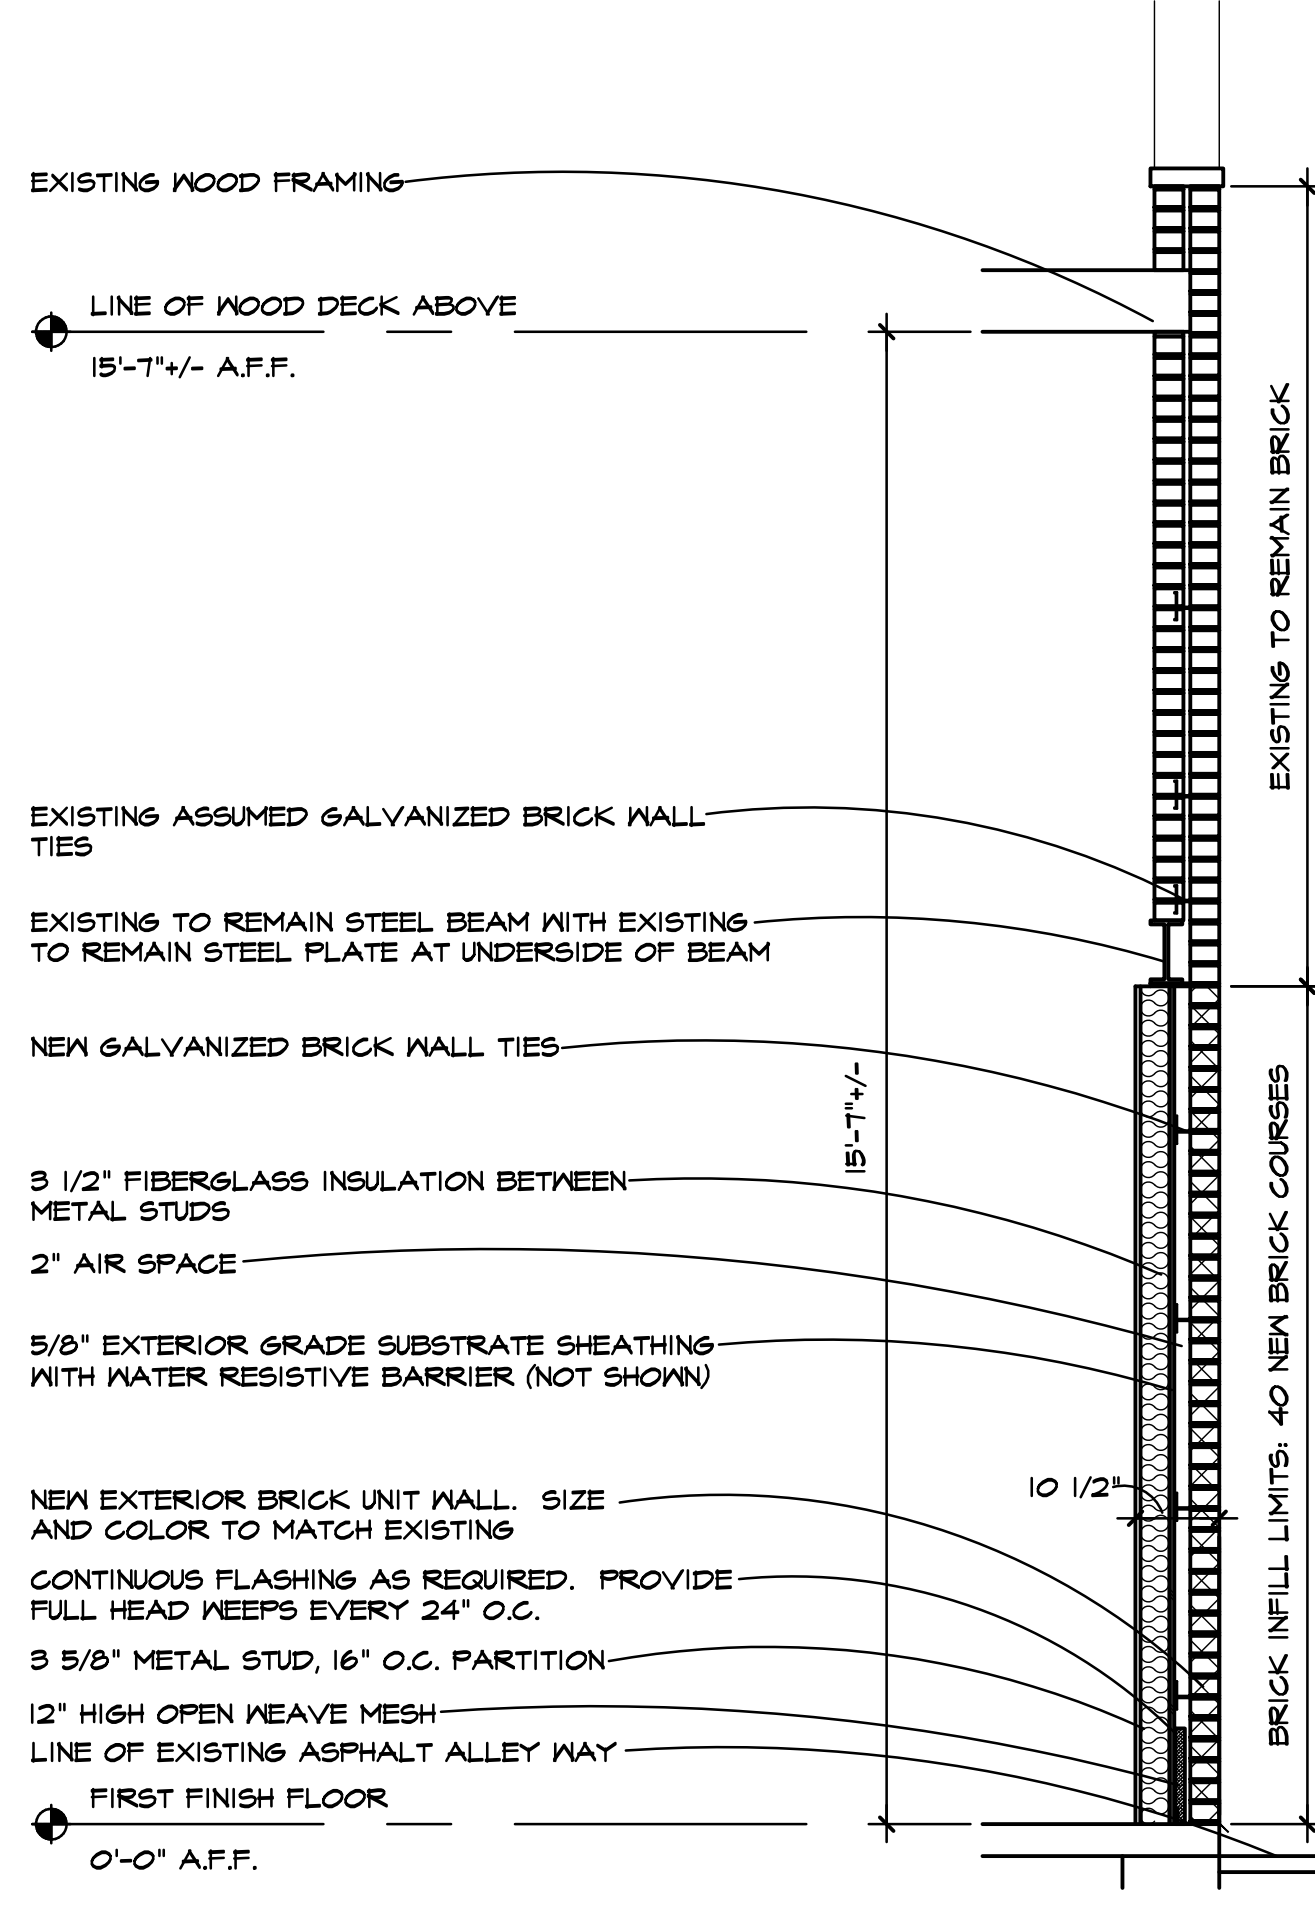 EXISTING WOOD FRAMING
LINE OF WOOD DECK ABOVE
15'-7"+/- A.F.F.
EXISTING TO REMAIN BRICK
EXISTING ASSUMED GALVANIZED BRICK WALL
TIES
EXISTING TO REMAIN STEEL BEAM WITH EXISTING
TO REMAIN STEEL PLATE AT UNDERSIDE OF BEAM
NEW GALVANIZED BRICK WALL TIES
15'-7"+/-
3 1/2" FIBERGLASS INSULATION BETWEEN
METAL STUDS
2" AIR SPACE
5/8" EXTERIOR GRADE SUBSTRATE SHEATHING
WITH WATER RESISTIVE BARRIER (NOT SHOWN)
BRICK INFILL LIMITS: 40 NEW BRICK COURSES
10 1/2"
NEW EXTERIOR BRICK UNIT WALL. SIZE
AND COLOR TO MATCH EXISTING
CONTINUOUS FLASHING AS REQUIRED. PROVIDE
FULL HEAD WEEPS EVERY 24" O.C.
3 5/8" METAL STUD, 16" O.C. PARTITION
12" HIGH OPEN WEAVE MESH
LINE OF EXISTING ASPHALT ALLEY WAY
FIRST FINISH FLOOR
0'-0" A.F.F.